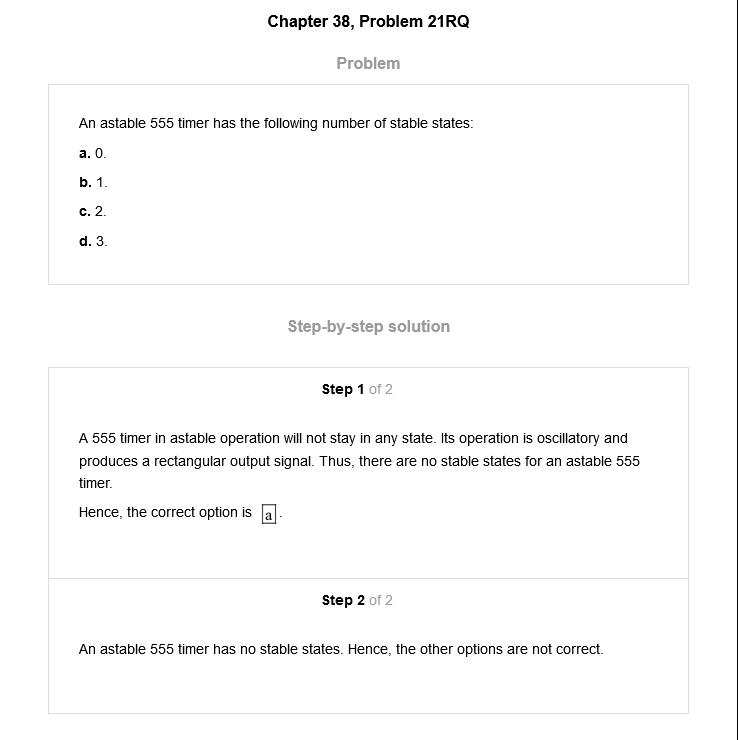 Chapter 38, Problem 21RQ
Problem
An astable 555 timer has the following number of stable states:
a. 0.
b. 1.
c. 2.
d. 3.
Step-by-step solution
Step 1 of 2
A 555 timer in astable operation will not stay in any state. Its operation is oscillatory and
produces a rectangular output signal. Thus, there are no stable states for an astable 555
timer.
Hence, the correct option is a.
Step 2 of 2
An astable 555 timer has no stable states. Hence, the other options are not correct.